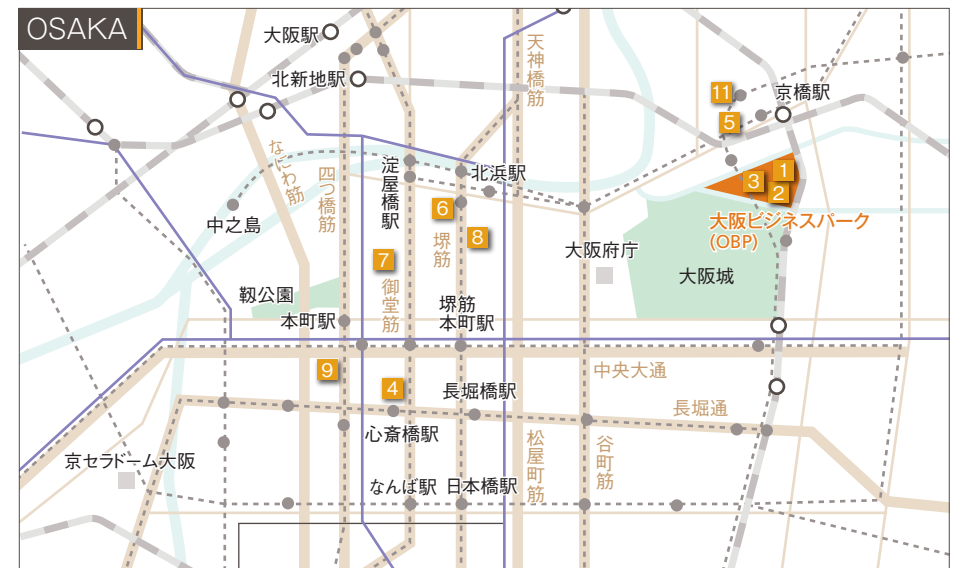 OSAKA
大阪駅
北新地駅
天神橋筋
京橋駅
11
5
なにわ筋
四つ橋筋
淀屋橋駅
北浜駅
1
3
2
中之島
6
堺筋
8
大阪ビジネスパーク
(OBP)
大阪府庁
7
大阪城
御堂筋
靱公園
堺筋
本町駅
本町駅
9
4
中央大通
長堀橋駅
長堀通
心斎橋駅
松屋町筋
谷町筋
京セラドーム大阪
なんば駅
日本橋駅